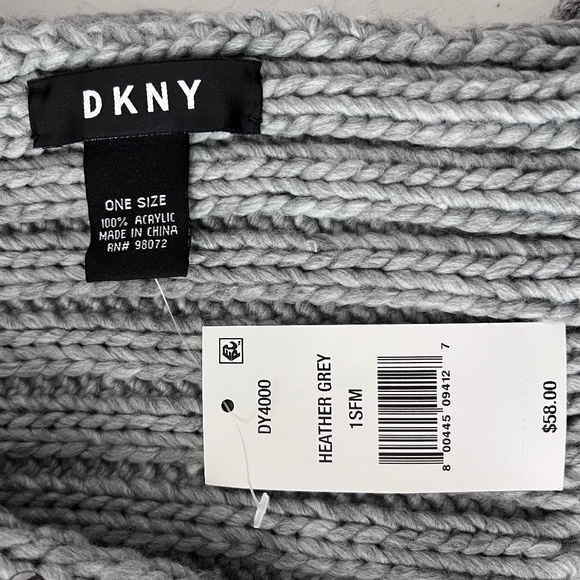 DKNY
ONE SIZE
100% ACRYLIC
MADE IN CHINA
RN# 98072
DY4000
HEATHER GREY
1SFM
8 00445 09412 7
$58.00